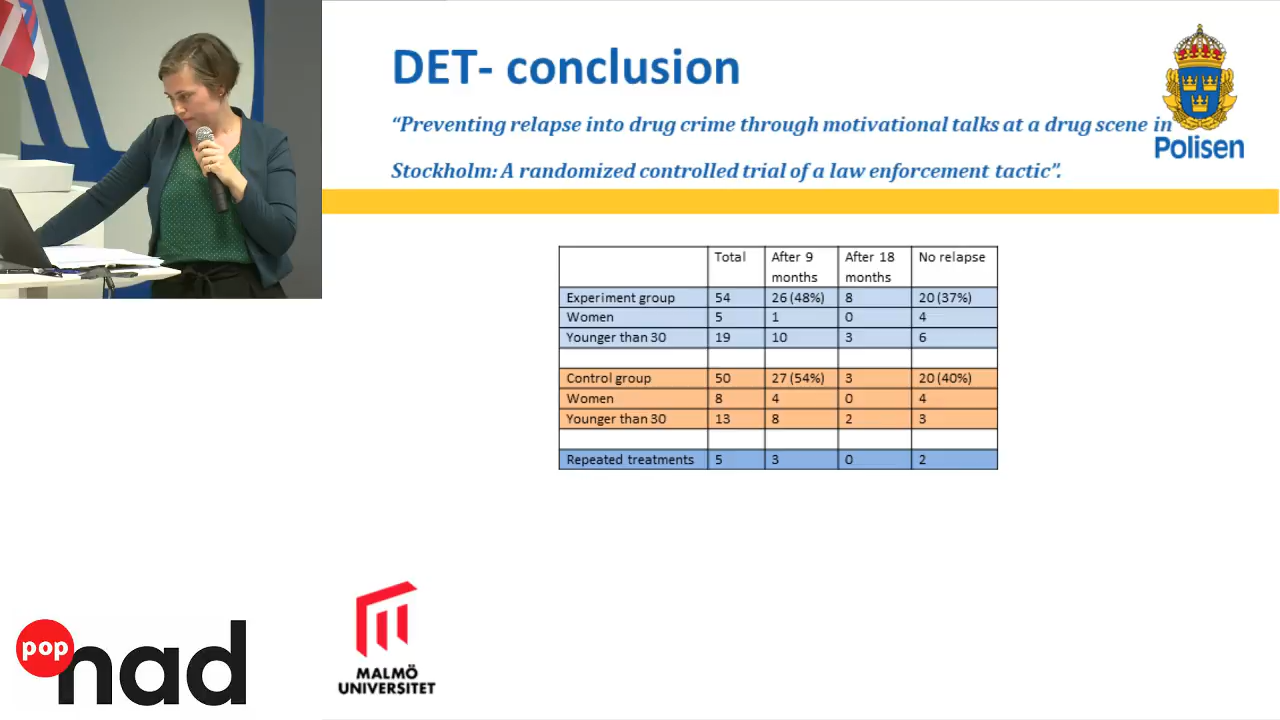 DET- conclusion
“Preventing relapse into drug crime through motivational talks at a drug scene in
Stockholm: A randomized controlled trial of a law enforcement tactic”.
Polisen
Total After 9 months After 18 months No relapse
Experiment group 54 26 (48%) 8 20 (37%)
Women 5 1 0 4
Younger than 30 19 10 3 6
Control group 50 27 (54%) 3 20 (40%)
Women 8 4 0 4
Younger than 30 13 8 2 3
Repeated treatments 5 3 0 2
pop
nad
MALMÖ
UNIVERSITET